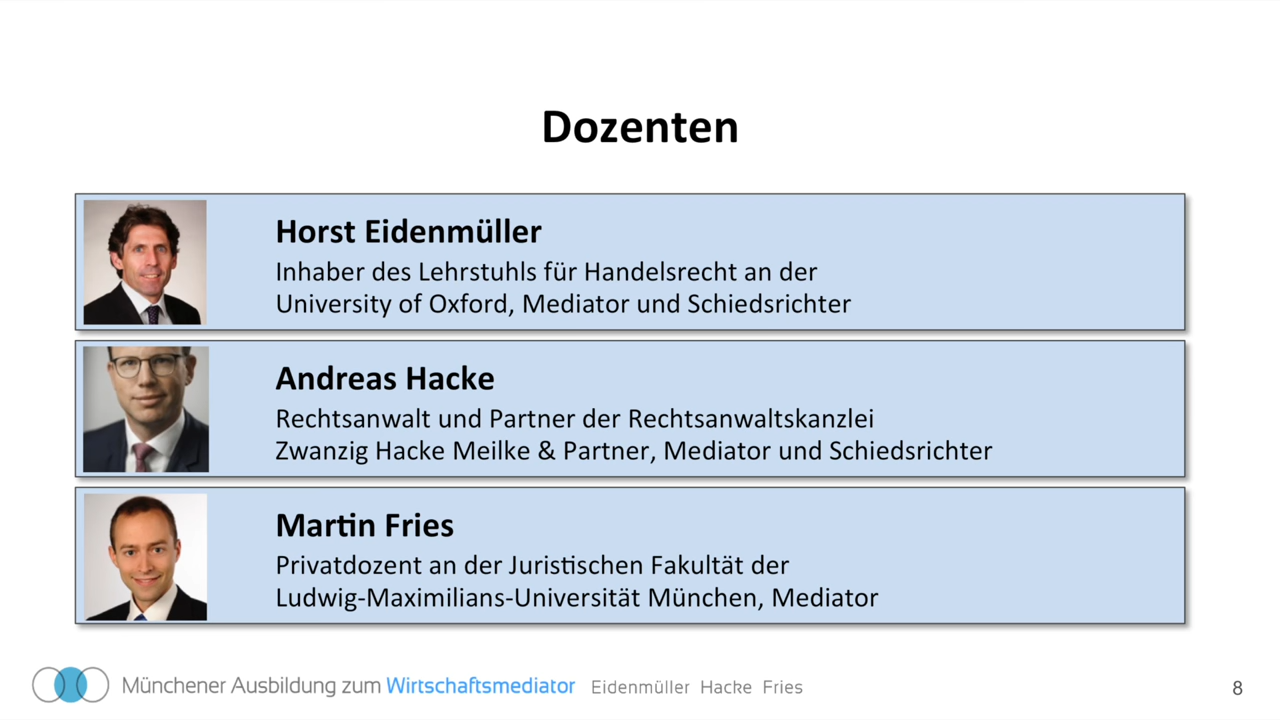 Dozenten
Horst Eidenmüller
Inhaber des Lehrstuhls für Handelsrecht an der
University of Oxford, Mediator und Schiedsrichter
Andreas Hacke
Rechtsanwalt und Partner der Rechtsanwaltskanzlei
Zwanzig Hacke Meilke & Partner, Mediator und Schiedsrichter
Martin Fries
Privatdozent an der Juristischen Fakultät der
Ludwig-Maximilians-Universität München, Mediator
Münchener Ausbildung zum Wirtschaftsmediator Eidenmüller Hacke Fries
8